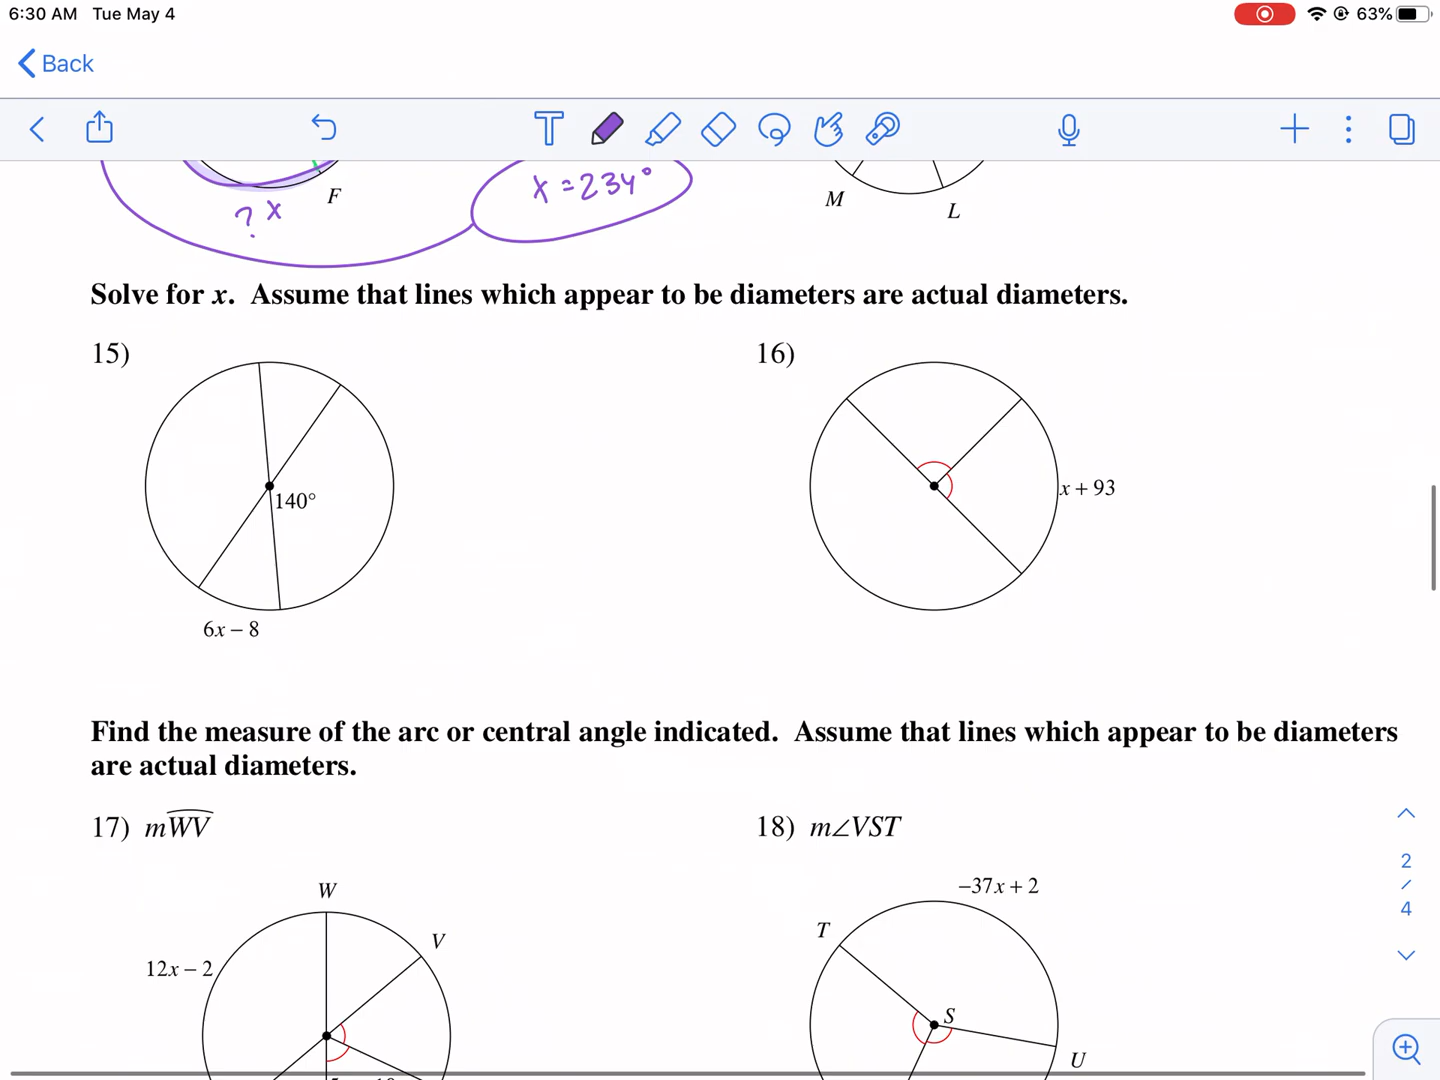 6:30 AM Tue May 4
63%
Back
F
? x
x = 234°
M
L
Solve for x. Assume that lines which appear to be diameters are actual diameters.
15)
140°
6x – 8
16)
x + 93
Find the measure of the arc or central angle indicated. Assume that lines which appear to be diameters
are actual diameters.
17) mWV
W
V
12x – 2
18) m∠VST
–37x + 2
T
S
U
2
/
4